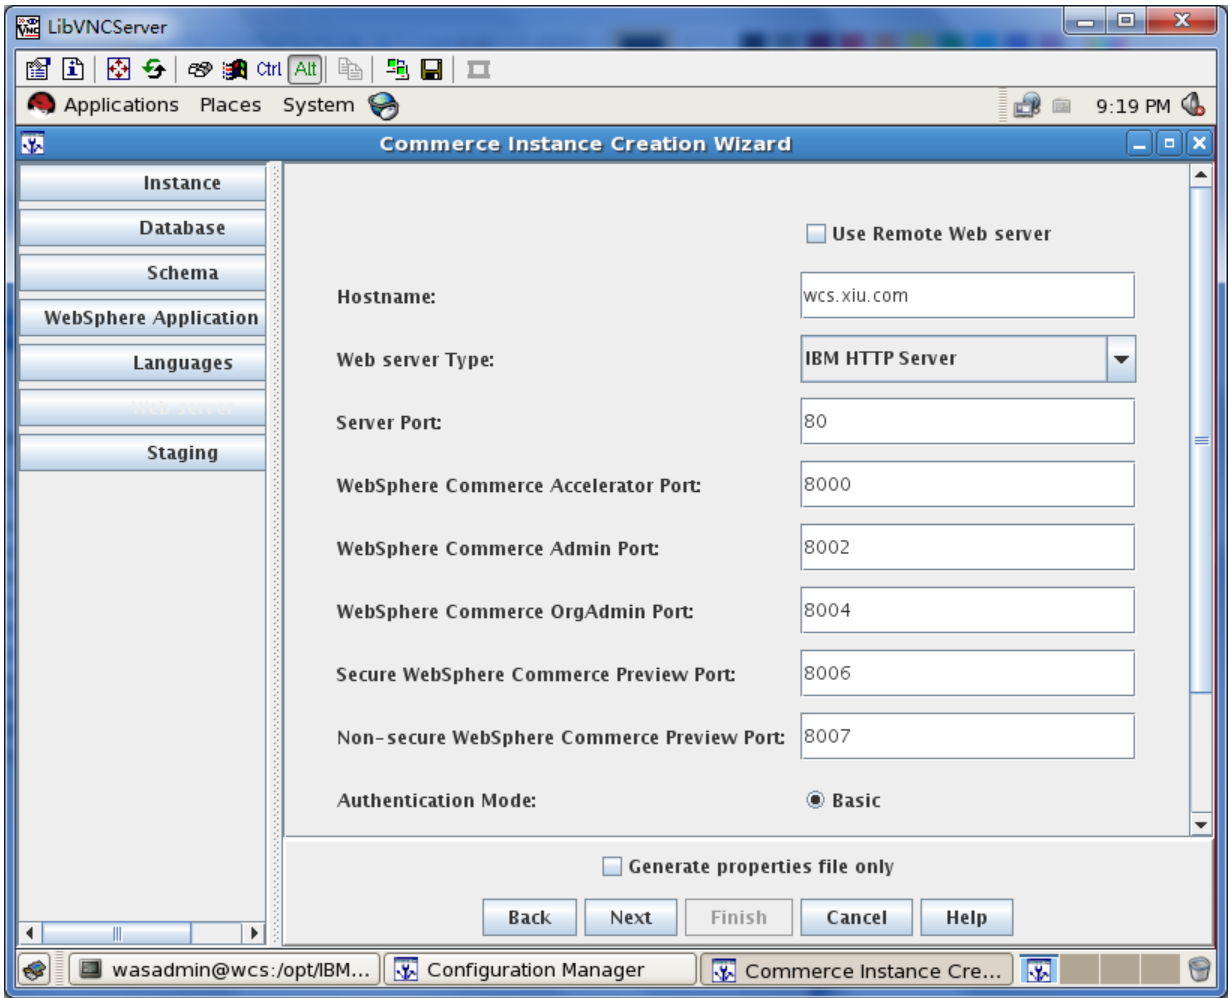 LibVNCServer
Ctrl Alt
Applications Places System 9:19 PM
Commerce Instance Creation Wizard
Instance
Database
Schema
WebSphere Application
Languages
Web server
Staging
Use Remote Web server
Hostname: wcs.xiu.com
Web server Type: IBM HTTP Server
Server Port: 80
WebSphere Commerce Accelerator Port: 8000
WebSphere Commerce Admin Port: 8002
WebSphere Commerce OrgAdmin Port: 8004
Secure WebSphere Commerce Preview Port: 8006
Non-secure WebSphere Commerce Preview Port: 8007
Authentication Mode: Basic
Generate properties file only
Back Next Finish Cancel Help
wasadmin@wcs:/opt/IBM... Configuration Manager Commerce Instance Cre...